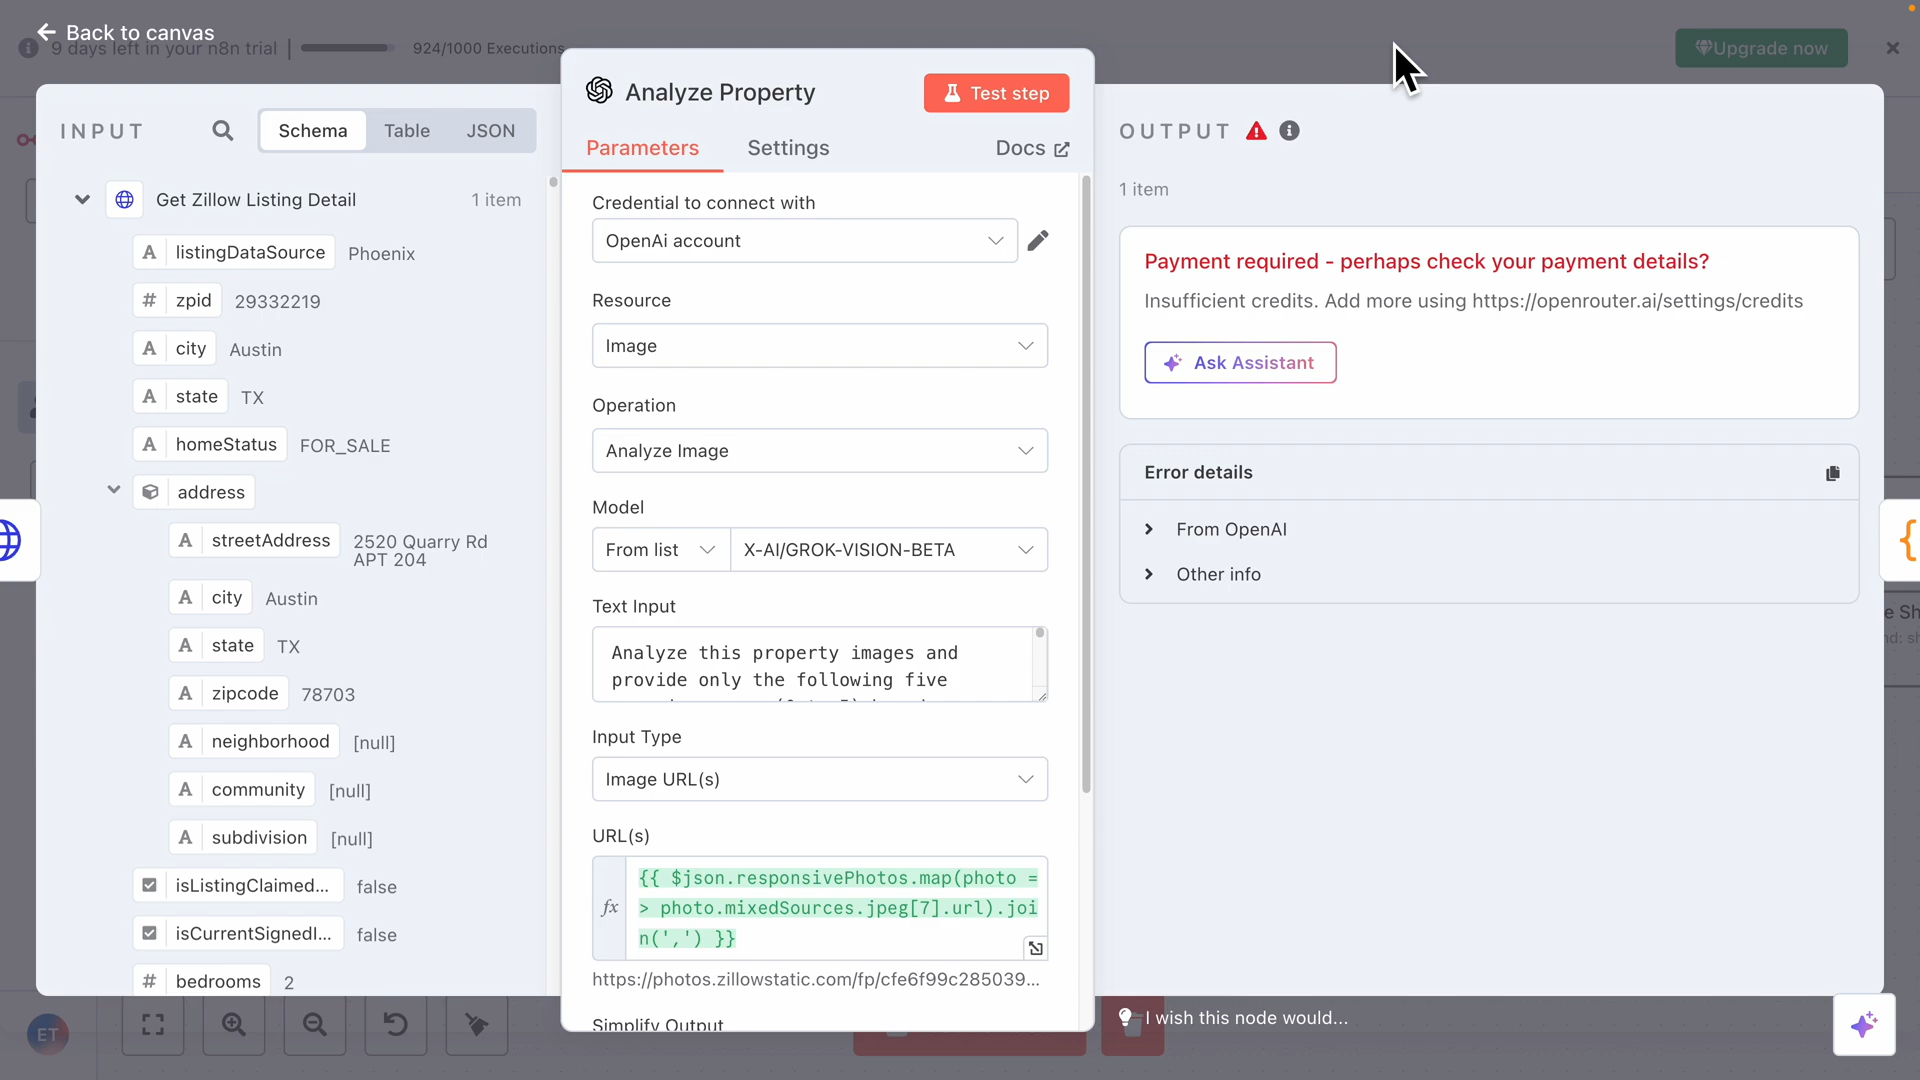 Back to canvas
9 days left in your n8n trial
924/1000 Executions
Upgrade now
INPUT
Schema
Table
JSON
Get Zillow Listing Detail
1 item
A listingDataSource Phoenix
# zpid 29332219
A city Austin
A state TX
A homeStatus FOR_SALE
address
A streetAddress 2520 Quarry Rd
APT 204
A city Austin
A state TX
A zipcode 78703
A neighborhood [null]
A community [null]
A subdivision [null]
isListingClaimed... false
isCurrentSignedI... false
# bedrooms 2
ET
Analyze Property
Test step
Parameters
Settings
Docs
Credential to connect with
OpenAi account
Resource
Image
Operation
Analyze Image
Model
From list
X-AI/GROK-VISION-BETA
Text Input
Analyze this property images and
provide only the following five
Input Type
Image URL(s)
URL(s)
fx
{{ $json.responsivePhotos.map(photo =
> photo.mixedSources.jpeg[7].url).joi
n(',') }}
https://photos.zillowstatic.com/fp/cfe6f99c285039...
Simplify Output
OUTPUT
1 item
Payment required - perhaps check your payment details?
Insufficient credits. Add more using https://openrouter.ai/settings/credits
Ask Assistant
Error details
From OpenAI
Other info
I wish this node would...
{
e Sh
nd: sh